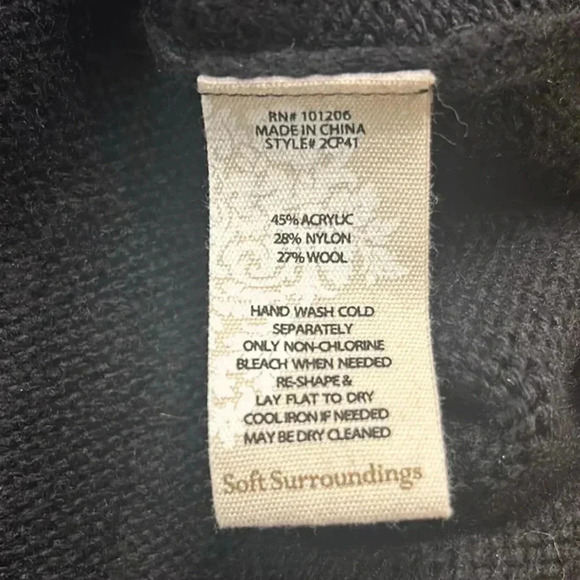 RN# 101206
MADE IN CHINA
STYLE# 2CP41
45% ACRYLIC
28% NYLON
27% WOOL
HAND WASH COLD
SEPARATELY
ONLY NON-CHLORINE
BLEACH WHEN NEEDED
RE-SHAPE &
LAY FLAT TO DRY
COOL IRON IF NEEDED
MAY BE DRY CLEANED
Soft Surroundings